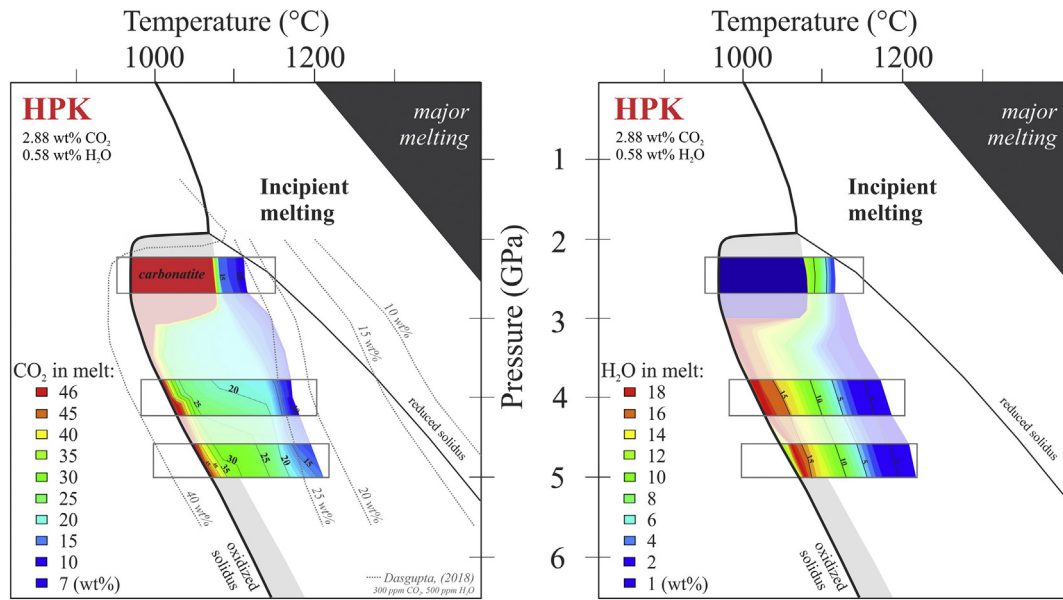 Temperature (°C)
1000 1200
HPK
2.88 wt% CO₂
0.58 wt% H₂O
major
melting
Incipient
melting
carbonatite
15
10 wt%
15 wt%
20
25
reduced solidus
CO₂ in melt:
46
45
40
35
30
25
20
15
10
7 (wt%)
30
25
20
15
35
40 wt%
25 wt%
20 wt%
oxidized
solidus
Dasgupta, (2018)
300 ppm CO₂, 500 ppm H₂O
Pressure (GPa)
1
2
3
4
5
6
Temperature (°C)
1000 1200
HPK
2.88 wt% CO₂
0.58 wt% H₂O
major
melting
Incipient
melting
H₂O in melt:
18
16
14
12
10
8
6
4
2
1 (wt%)
15
10
5
15
10
5
reduced solidus
oxidized
solidus